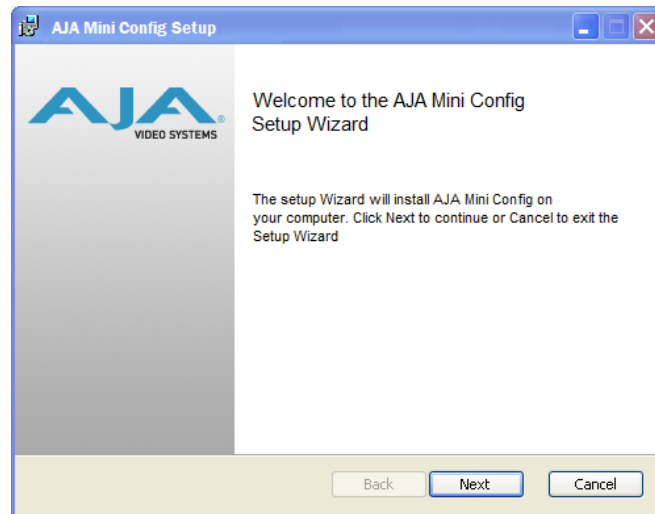 AJA Mini Config Setup
AJA®
VIDEO SYSTEMS
Welcome to the AJA Mini Config
Setup Wizard
The setup Wizard will install AJA Mini Config on
your computer. Click Next to continue or Cancel to exit the
Setup Wizard
Back
Next
Cancel